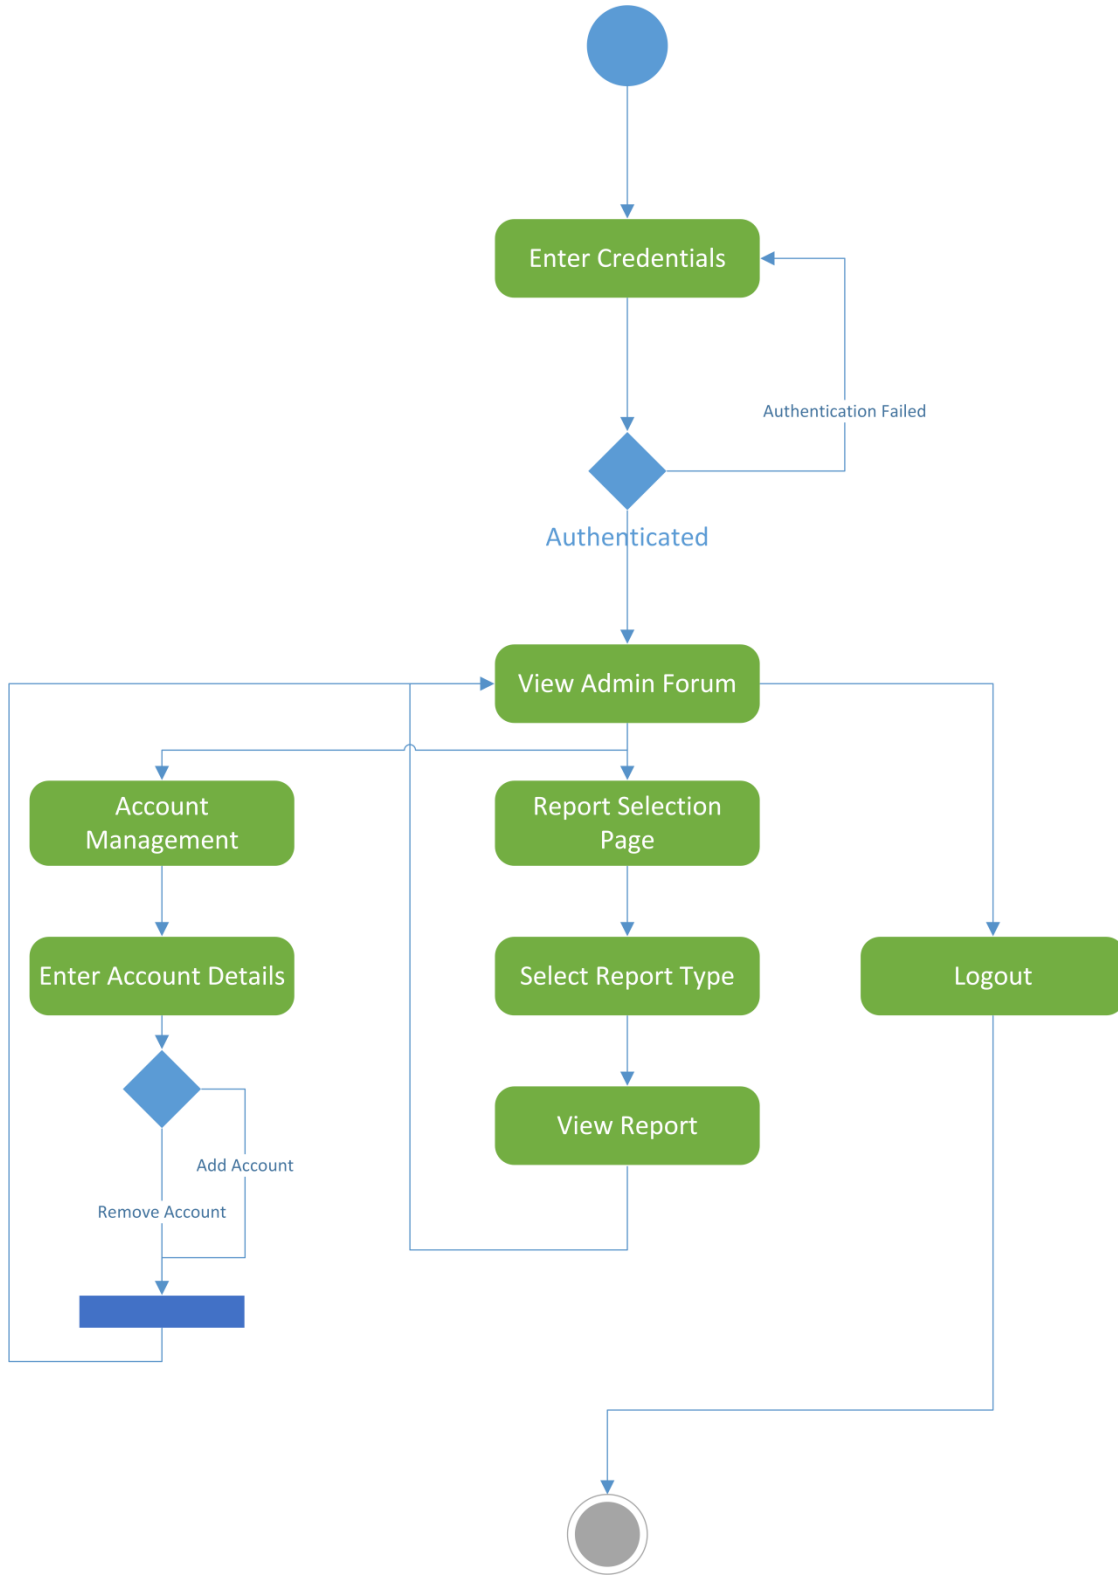 Enter Credentials
Authentication Failed
Authenticated
View Admin Forum
Account
Management
Report Selection
Page
Enter Account Details
Select Report Type
Logout
View Report
Add Account
Remove Account